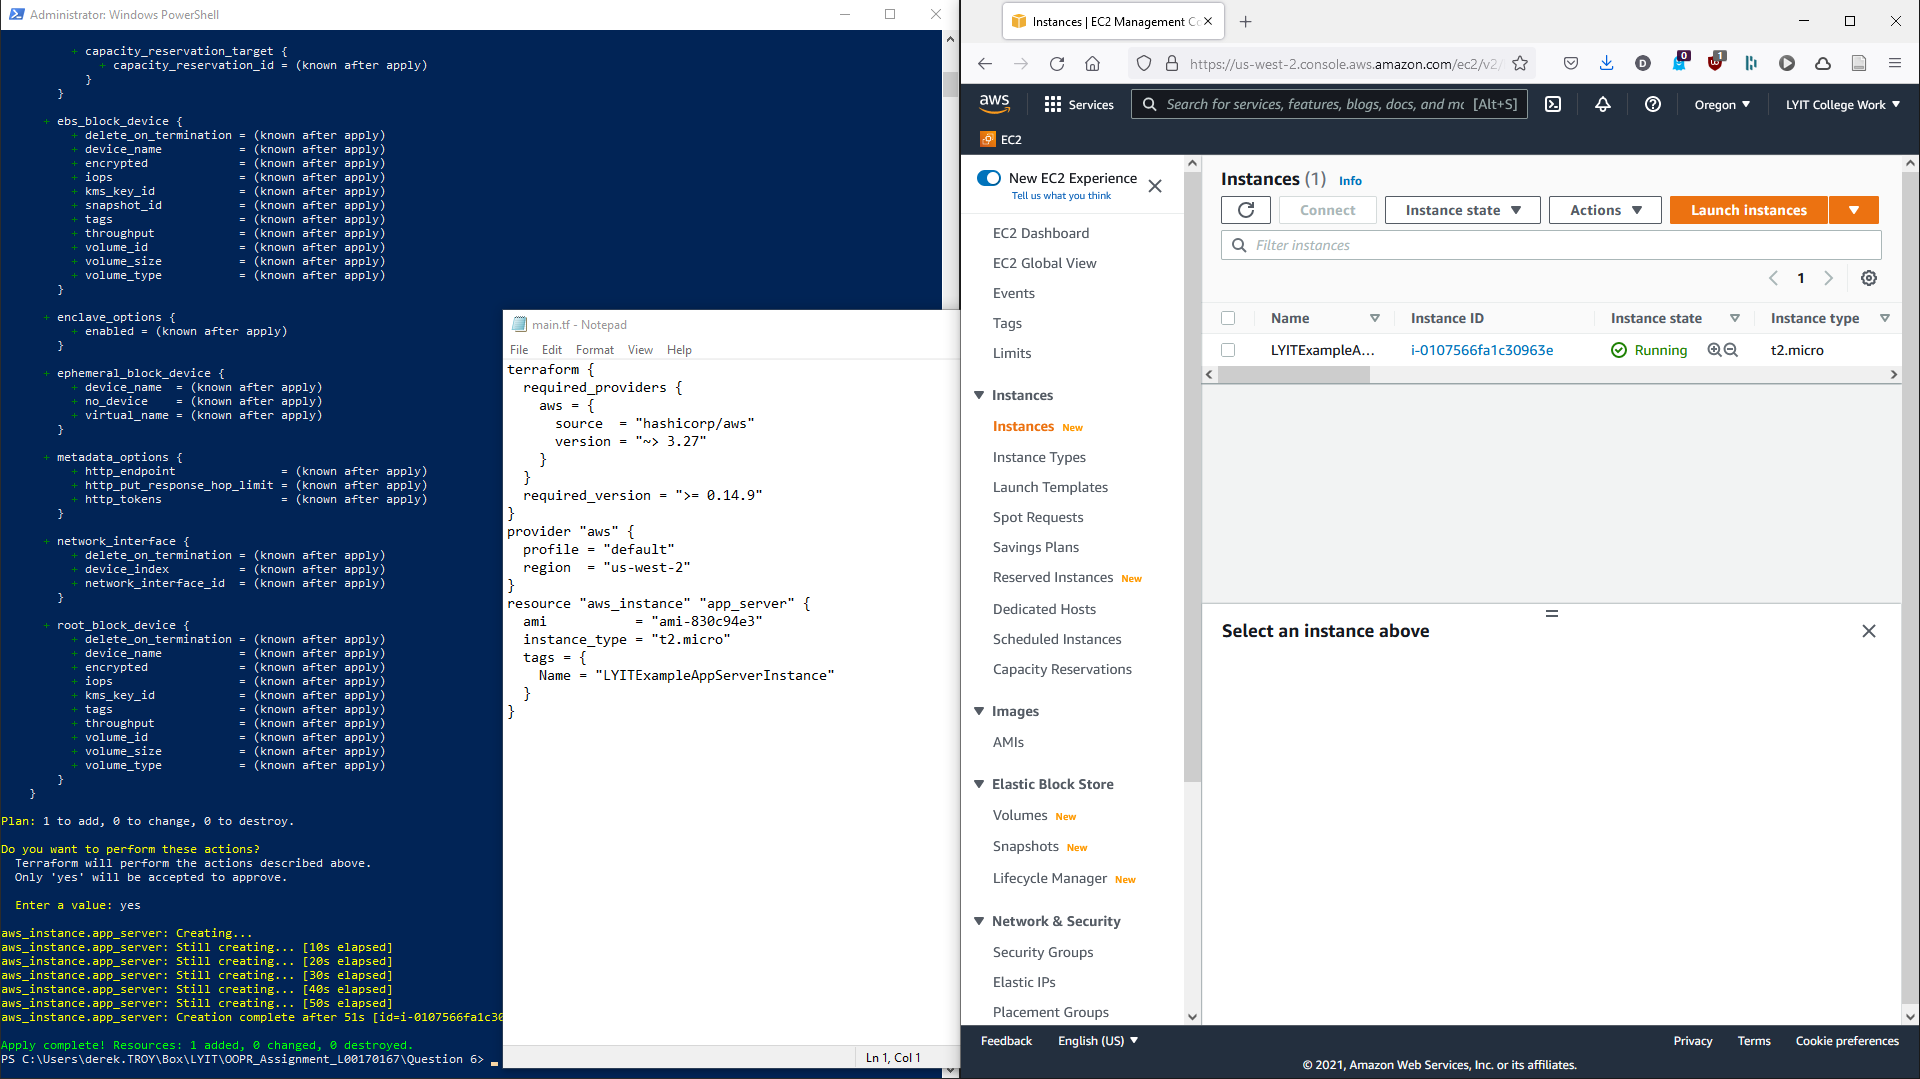 Administrator: Windows PowerShell
+ capacity_reservation_target {
+ capacity_reservation_id = (known after apply)
}
}
+ ebs_block_device {
+ delete_on_termination = (known after apply)
+ device_name = (known after apply)
+ encrypted = (known after apply)
+ iops = (known after apply)
+ kms_key_id = (known after apply)
+ snapshot_id = (known after apply)
+ tags = (known after apply)
+ throughput = (known after apply)
+ volume_id = (known after apply)
+ volume_size = (known after apply)
+ volume_type = (known after apply)
}
+ enclave_options {
+ enabled = (known after apply)
}
+ ephemeral_block_device {
+ device_name = (known after apply)
+ no_device = (known after apply)
+ virtual_name = (known after apply)
}
+ metadata_options {
+ http_endpoint = (known after apply)
+ http_put_response_hop_limit = (known after apply)
+ http_tokens = (known after apply)
}
+ network_interface {
+ delete_on_termination = (known after apply)
+ device_index = (known after apply)
+ network_interface_id = (known after apply)
}
+ root_block_device {
+ delete_on_termination = (known after apply)
+ device_name = (known after apply)
+ encrypted = (known after apply)
+ iops = (known after apply)
+ kms_key_id = (known after apply)
+ tags = (known after apply)
+ throughput = (known after apply)
+ volume_id = (known after apply)
+ volume_size = (known after apply)
+ volume_type = (known after apply)
}
}
Plan: 1 to add, 0 to change, 0 to destroy.
Do you want to perform these actions?
Terraform will perform the actions described above.
Only 'yes' will be accepted to approve.
Enter a value: yes
aws_instance.app_server: Creating...
aws_instance.app_server: Still creating... [10s elapsed]
aws_instance.app_server: Still creating... [20s elapsed]
aws_instance.app_server: Still creating... [30s elapsed]
aws_instance.app_server: Still creating... [40s elapsed]
aws_instance.app_server: Still creating... [50s elapsed]
aws_instance.app_server: Creation complete after 51s [id=i-0107566fa1c30
Apply complete! Resources: 1 added, 0 changed, 0 destroyed.
PS C:\Users\derek.TROY\Box\LYIT\OOPR_Assignment_L00170167\Question 6>
main.tf - Notepad
File Edit Format View Help
terraform {
required_providers {
aws = {
source = "hashicorp/aws"
version = "~> 3.27"
}
}
required_version = ">= 0.14.9"
}
provider "aws" {
profile = "default"
region = "us-west-2"
}
resource "aws_instance" "app_server" {
ami = "ami-830c94e3"
instance_type = "t2.micro"
tags = {
Name = "LYITExampleAppServerInstance"
}
}
Ln 1, Col 1
Instances | EC2 Management Co
https://us-west-2.console.aws.amazon.com/ec2/v2/
0
1
D
aws
Services
Search for services, features, blogs, docs, and mo [Alt+S]
Oregon
LYIT College Work
EC2
New EC2 Experience
Tell us what you think
EC2 Dashboard
EC2 Global View
Events
Tags
Limits
Instances
Instances New
Instance Types
Launch Templates
Spot Requests
Savings Plans
Reserved Instances New
Dedicated Hosts
Scheduled Instances
Capacity Reservations
Images
AMIs
Elastic Block Store
Volumes New
Snapshots New
Lifecycle Manager New
Network & Security
Security Groups
Elastic IPs
Placement Groups
Instances (1) Info
Connect
Instance state
Actions
Launch instances
Filter instances
1
Name Instance ID Instance state Instance type
LYITExampleA... i-0107566fa1c30963e Running t2.micro
Select an instance above
Feedback English (US) Privacy Terms Cookie preferences
© 2021, Amazon Web Services, Inc. or its affiliates.